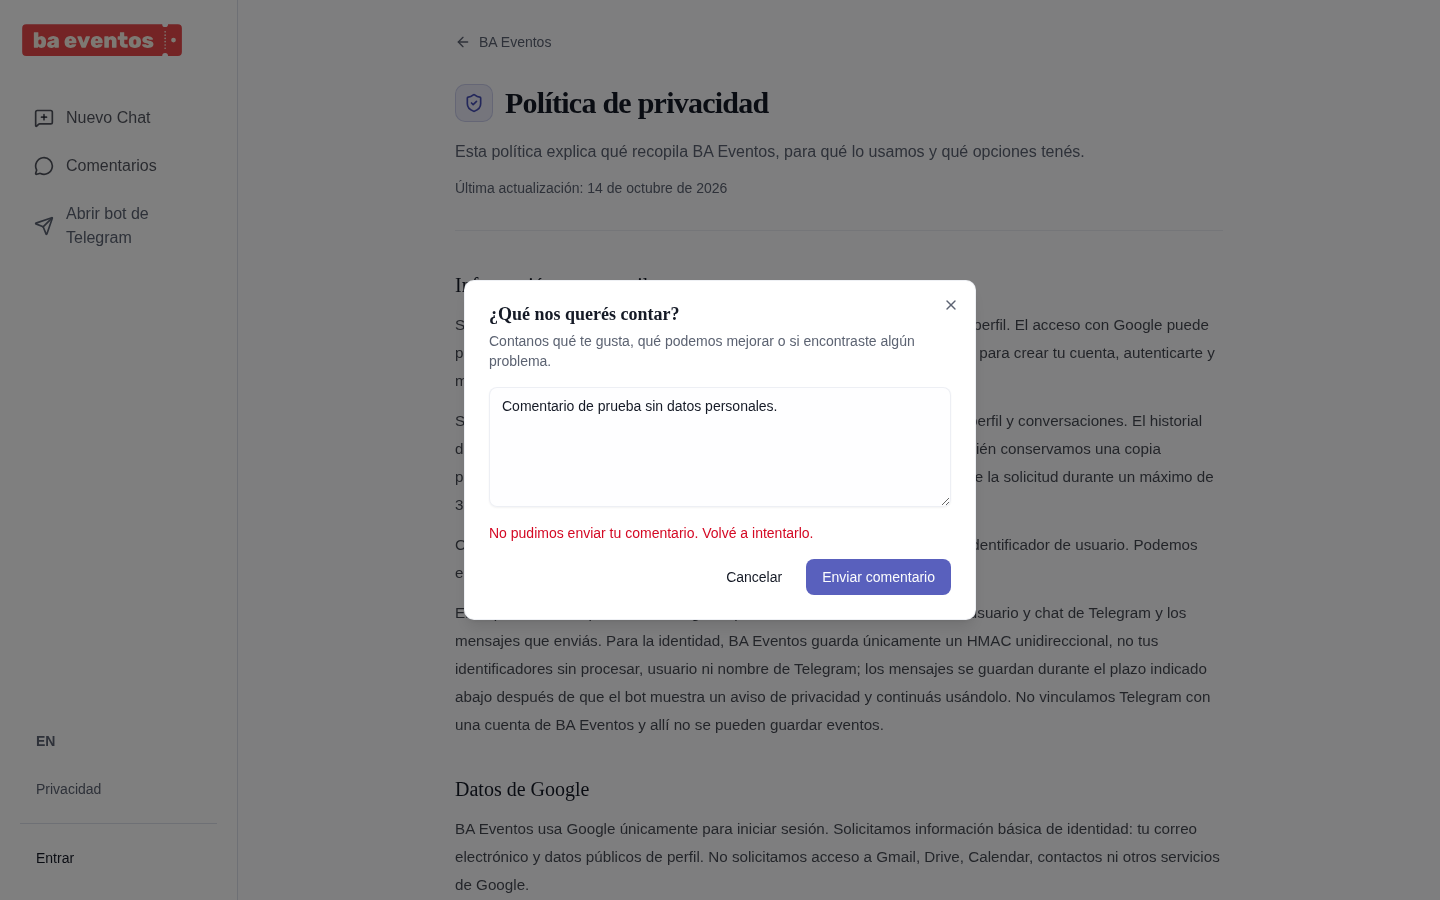 ba eventos
Nuevo Chat
Comentarios
Abrir bot de
Telegram
EN
Privacidad
Entrar
BA Eventos
Política de privacidad
Esta política explica qué recopila BA Eventos, para qué lo usamos y qué opciones tenés.
Última actualización: 14 de octubre de 2026
perfil. El acceso con Google puede
para crear tu cuenta, autenticarte y
perfil y conversaciones. El historial
conservamos una copia
la solicitud durante un máximo de
identificador de usuario. Podemos
usuario y chat de Telegram y los
mensajes que enviás. Para la identidad, BA Eventos guarda únicamente un HMAC unidireccional, no tus
identificadores sin procesar, usuario ni nombre de Telegram; los mensajes se guardan durante el plazo indicado
abajo después de que el bot muestra un aviso de privacidad y continuás usándolo. No vinculamos Telegram con
una cuenta de BA Eventos y allí no se pueden guardar eventos.
Datos de Google
BA Eventos usa Google únicamente para iniciar sesión. Solicitamos información básica de identidad: tu correo
electrónico y datos públicos de perfil. No solicitamos acceso a Gmail, Drive, Calendar, contactos ni otros servicios
de Google.
¿Qué nos querés contar?
Contanos qué te gusta, qué podemos mejorar o si encontraste algún
problema.
Comentario de prueba sin datos personales.
No pudimos enviar tu comentario. Volvé a intentarlo.
Cancelar
Enviar comentario